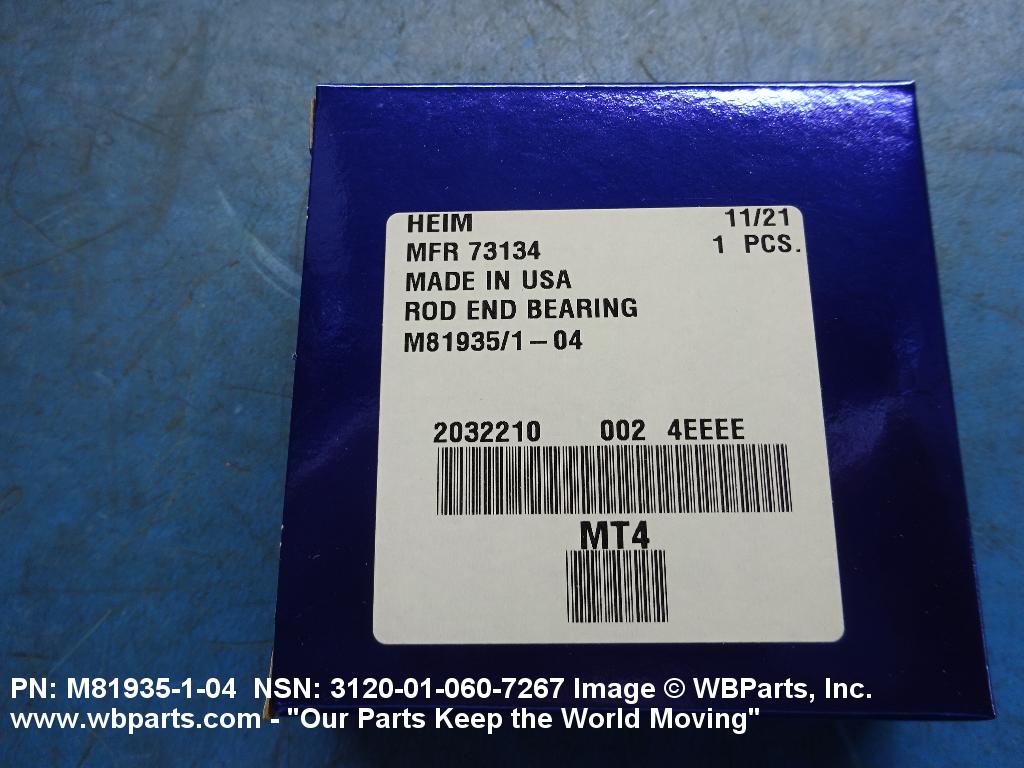 HEIM 11/21
MFR 73134 1 PCS.
MADE IN USA
ROD END BEARING
M81935/1-04
2032210 002 4EEEE
MT4
PN: M81935-1-04 NSN: 3120-01-060-7267 Image © WBParts, Inc.
www.wbparts.com - "Our Parts Keep the World Moving"